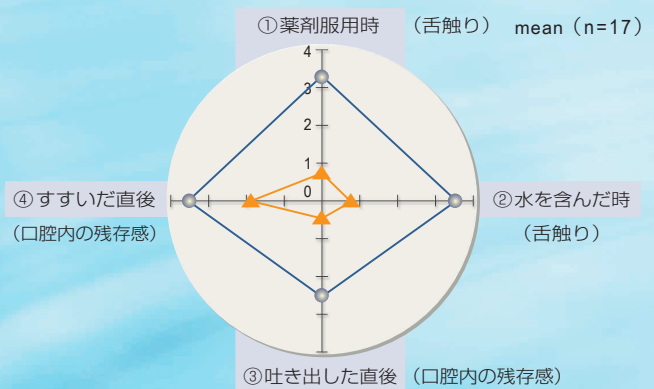 ①薬剤服用時 （舌触り） mean（n=17）
4
3
2
1
0
④すすいだ直後
（口腔内の残存感）
②水を含んだ時
（舌触り）
③吐き出した直後（口腔内の残存感）